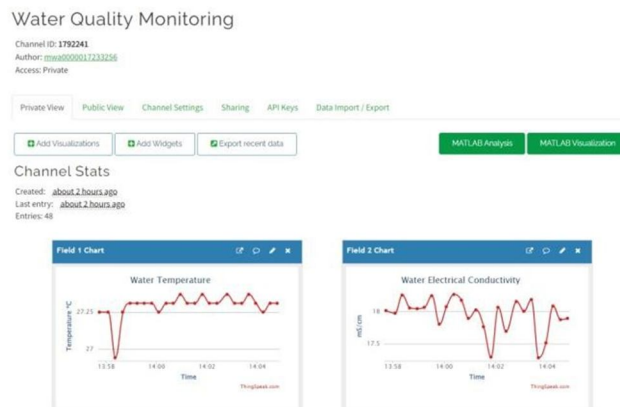 Water Quality Monitoring
Channel ID: 1792241
Author: mwa0000017233256
Access: Private
Private View Public View Channel Settings Sharing API Keys Data Import / Export
Add Visualizations Add Widgets Export recent data MATLAB Analysis MATLAB Visualization
Channel Stats
Created: about 2 hours ago
Last entry: about 2 hours ago
Entries: 48
Field 1 Chart
Water Temperature
Temperature °C
27.25
27
13:58 14:00 14:02 14:04
Time
ThingSpeak.com
Field 2 Chart
Water Electrical Conductivity
mS/cm
18
17.5
13:58 14:00 14:02 14:04
Time
ThingSpeak.com